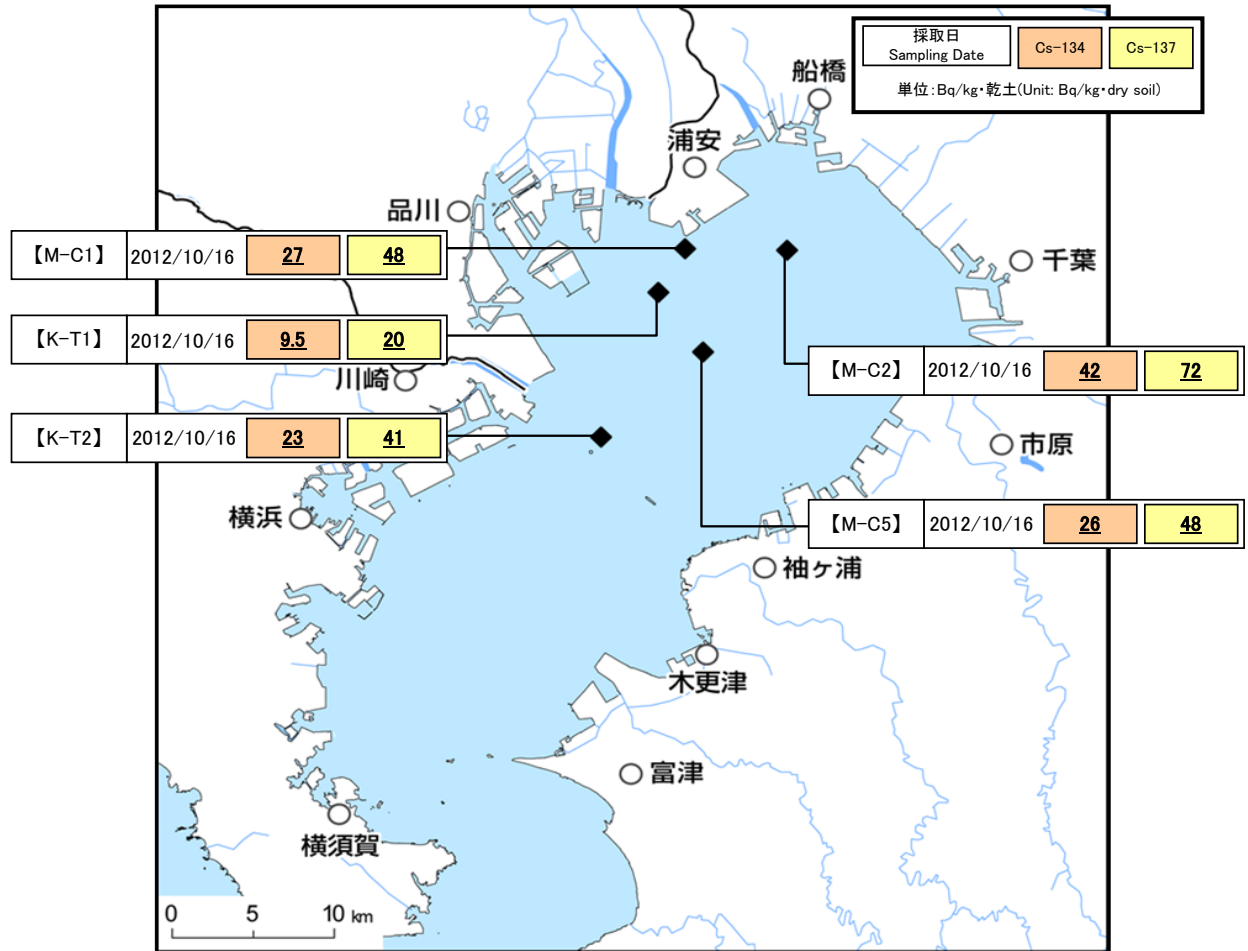 採取日
Sampling Date
Cs-134
Cs-137
単位:Bq/kg・乾土(Unit: Bq/kg・dry soil)
船橋
浦安
品川
千葉
【M-C1】 2012/10/16 27 48
【K-T1】 2012/10/16 9.5 20
川崎
【M-C2】 2012/10/16 42 72
【K-T2】 2012/10/16 23 41
市原
横浜
【M-C5】 2012/10/16 26 48
袖ヶ浦
木更津
富津
横須賀
0 5 10 km